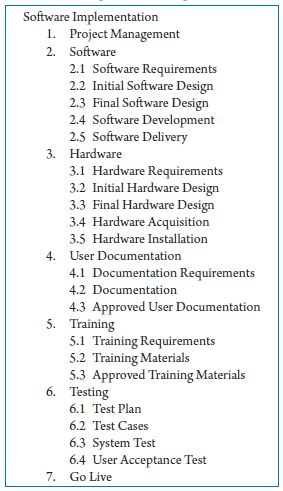 Software Implementation
1. Project Management
2. Software
2.1 Software Requirements
2.2 Initial Software Design
2.3 Final Software Design
2.4 Software Development
2.5 Software Delivery
3. Hardware
3.1 Hardware Requirements
3.2 Initial Hardware Design
3.3 Final Hardware Design
3.4 Hardware Acquisition
3.5 Hardware Installation
4. User Documentation
4.1 Documentation Requirements
4.2 Documentation
4.3 Approved User Documentation
5. Training
5.1 Training Requirements
5.2 Training Materials
5.3 Approved Training Materials
6. Testing
6.1 Test Plan
6.2 Test Cases
6.3 System Test
6.4 User Acceptance Test
7. Go Live